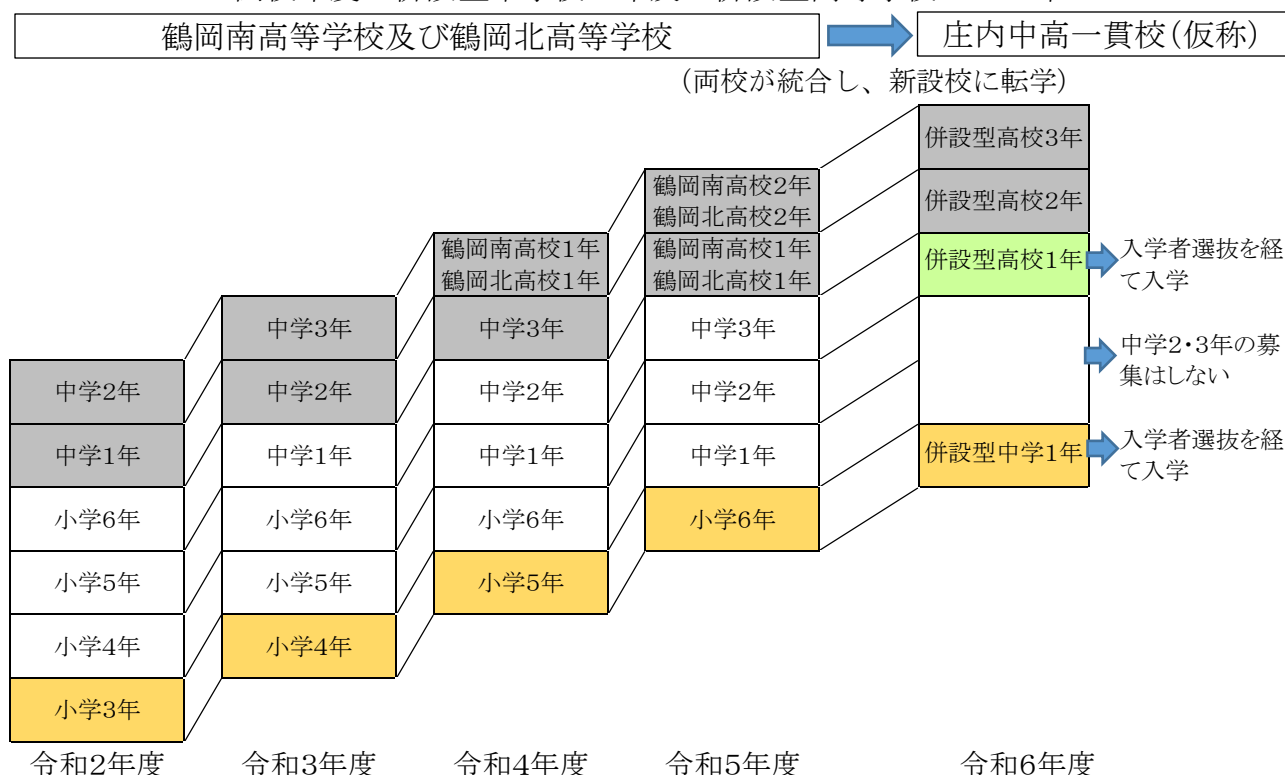 鶴岡南高等学校及び鶴岡北高等学校
庄内中高一貫校(仮称)
(両校が統合し、新設校に転学)
併設型高校3年
鶴岡南高校2年
鶴岡北高校2年
併設型高校2年
鶴岡南高校1年
鶴岡北高校1年
鶴岡南高校1年
鶴岡北高校1年
併設型高校1年
入学者選抜を経
て入学
中学3年
中学3年
中学3年
中学2・3年の募
集はしない
中学2年
中学2年
中学2年
中学2年
中学1年
中学1年
中学1年
中学1年
併設型中学1年
入学者選抜を経
て入学
小学6年
小学6年
小学6年
小学6年
小学5年
小学5年
小学5年
小学4年
小学4年
小学3年
令和2年度
令和3年度
令和4年度
令和5年度
令和6年度